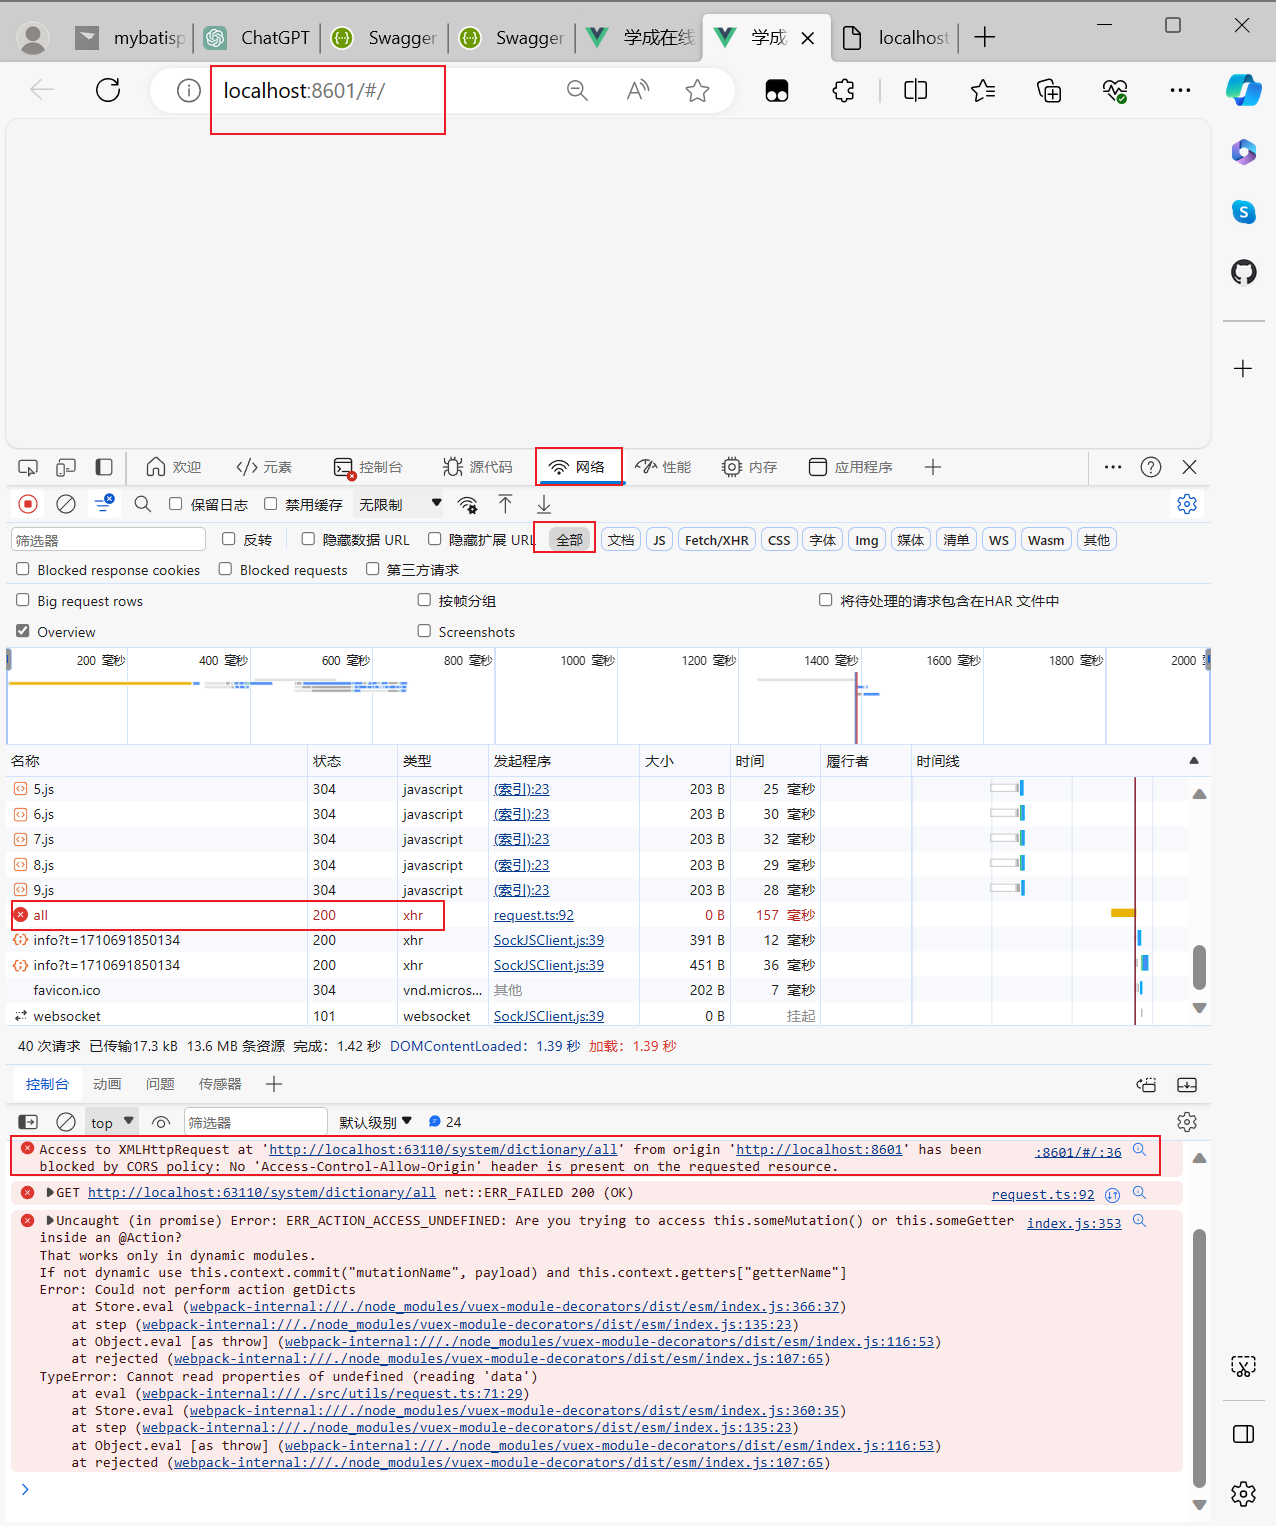 mybatisp
ChatGPT
Swagger
Swagger
学成在线
学成
localhost
localhost:8601/#/
欢迎
元素
控制台
源代码
网络
性能
内存
应用程序
保留日志
禁用缓存
无限制
筛选器
反转
隐藏数据 URL
隐藏扩展 URL
全部
文档
JS
Fetch/XHR
CSS
字体
Img
媒体
清单
WS
Wasm
其他
Blocked response cookies
Blocked requests
第三方请求
Big request rows
按帧分组
将待处理的请求包含在HAR 文件中
Overview
Screenshots
200 毫秒
400 毫秒
600 毫秒
800 毫秒
1000 毫秒
1200 毫秒
1400 毫秒
1600 毫秒
1800 毫秒
2000
名称 状态 类型 发起程序 大小 时间 履行者 时间线
5.js 304 javascript (索引):23 203 B 25 毫秒
6.js 304 javascript (索引):23 203 B 30 毫秒
7.js 304 javascript (索引):23 203 B 32 毫秒
8.js 304 javascript (索引):23 203 B 29 毫秒
9.js 304 javascript (索引):23 203 B 28 毫秒
all 200 xhr request.ts:92 0 B 157 毫秒
info?t=1710691850134 200 xhr SockJSClient.js:39 391 B 12 毫秒
info?t=1710691850134 200 xhr SockJSClient.js:39 451 B 36 毫秒
favicon.ico 304 vnd.micros... 其他 202 B 7 毫秒
websocket 101 websocket SockJSClient.js:39 0 B 挂起
40 次请求 已传输17.3 kB 13.6 MB 条资源 完成：1.42 秒 DOMContentLoaded：1.39 秒 加载：1.39 秒
控制台
动画
问题
传感器
top
筛选器
默认级别
24
Access to XMLHttpRequest at 'http://localhost:63110/system/dictionary/all' from origin 'http://localhost:8601' has been :8601/#/:36
blocked by CORS policy: No 'Access-Control-Allow-Origin' header is present on the requested resource.
GET http://localhost:63110/system/dictionary/all net::ERR_FAILED 200 (OK) request.ts:92
Uncaught (in promise) Error: ERR_ACTION_ACCESS_UNDEFINED: Are you trying to access this.someMutation() or this.someGetter index.js:353
inside an @Action?
That works only in dynamic modules.
If not dynamic use this.context.commit("mutationName", payload) and this.context.getters["getterName"]
Error: Could not perform action getDicts
at Store.eval (webpack-internal:///./node_modules/vuex-module-decorators/dist/esm/index.js:366:37)
at step (webpack-internal:///./node_modules/vuex-module-decorators/dist/esm/index.js:135:23)
at Object.eval [as throw] (webpack-internal:///./node_modules/vuex-module-decorators/dist/esm/index.js:116:53)
at rejected (webpack-internal:///./node_modules/vuex-module-decorators/dist/esm/index.js:107:65)
TypeError: Cannot read properties of undefined (reading 'data')
at eval (webpack-internal:///./src/utils/request.ts:71:29)
at Store.eval (webpack-internal:///./node_modules/vuex-module-decorators/dist/esm/index.js:360:35)
at step (webpack-internal:///./node_modules/vuex-module-decorators/dist/esm/index.js:135:23)
at Object.eval [as throw] (webpack-internal:///./node_modules/vuex-module-decorators/dist/esm/index.js:116:53)
at rejected (webpack-internal:///./node_modules/vuex-module-decorators/dist/esm/index.js:107:65)